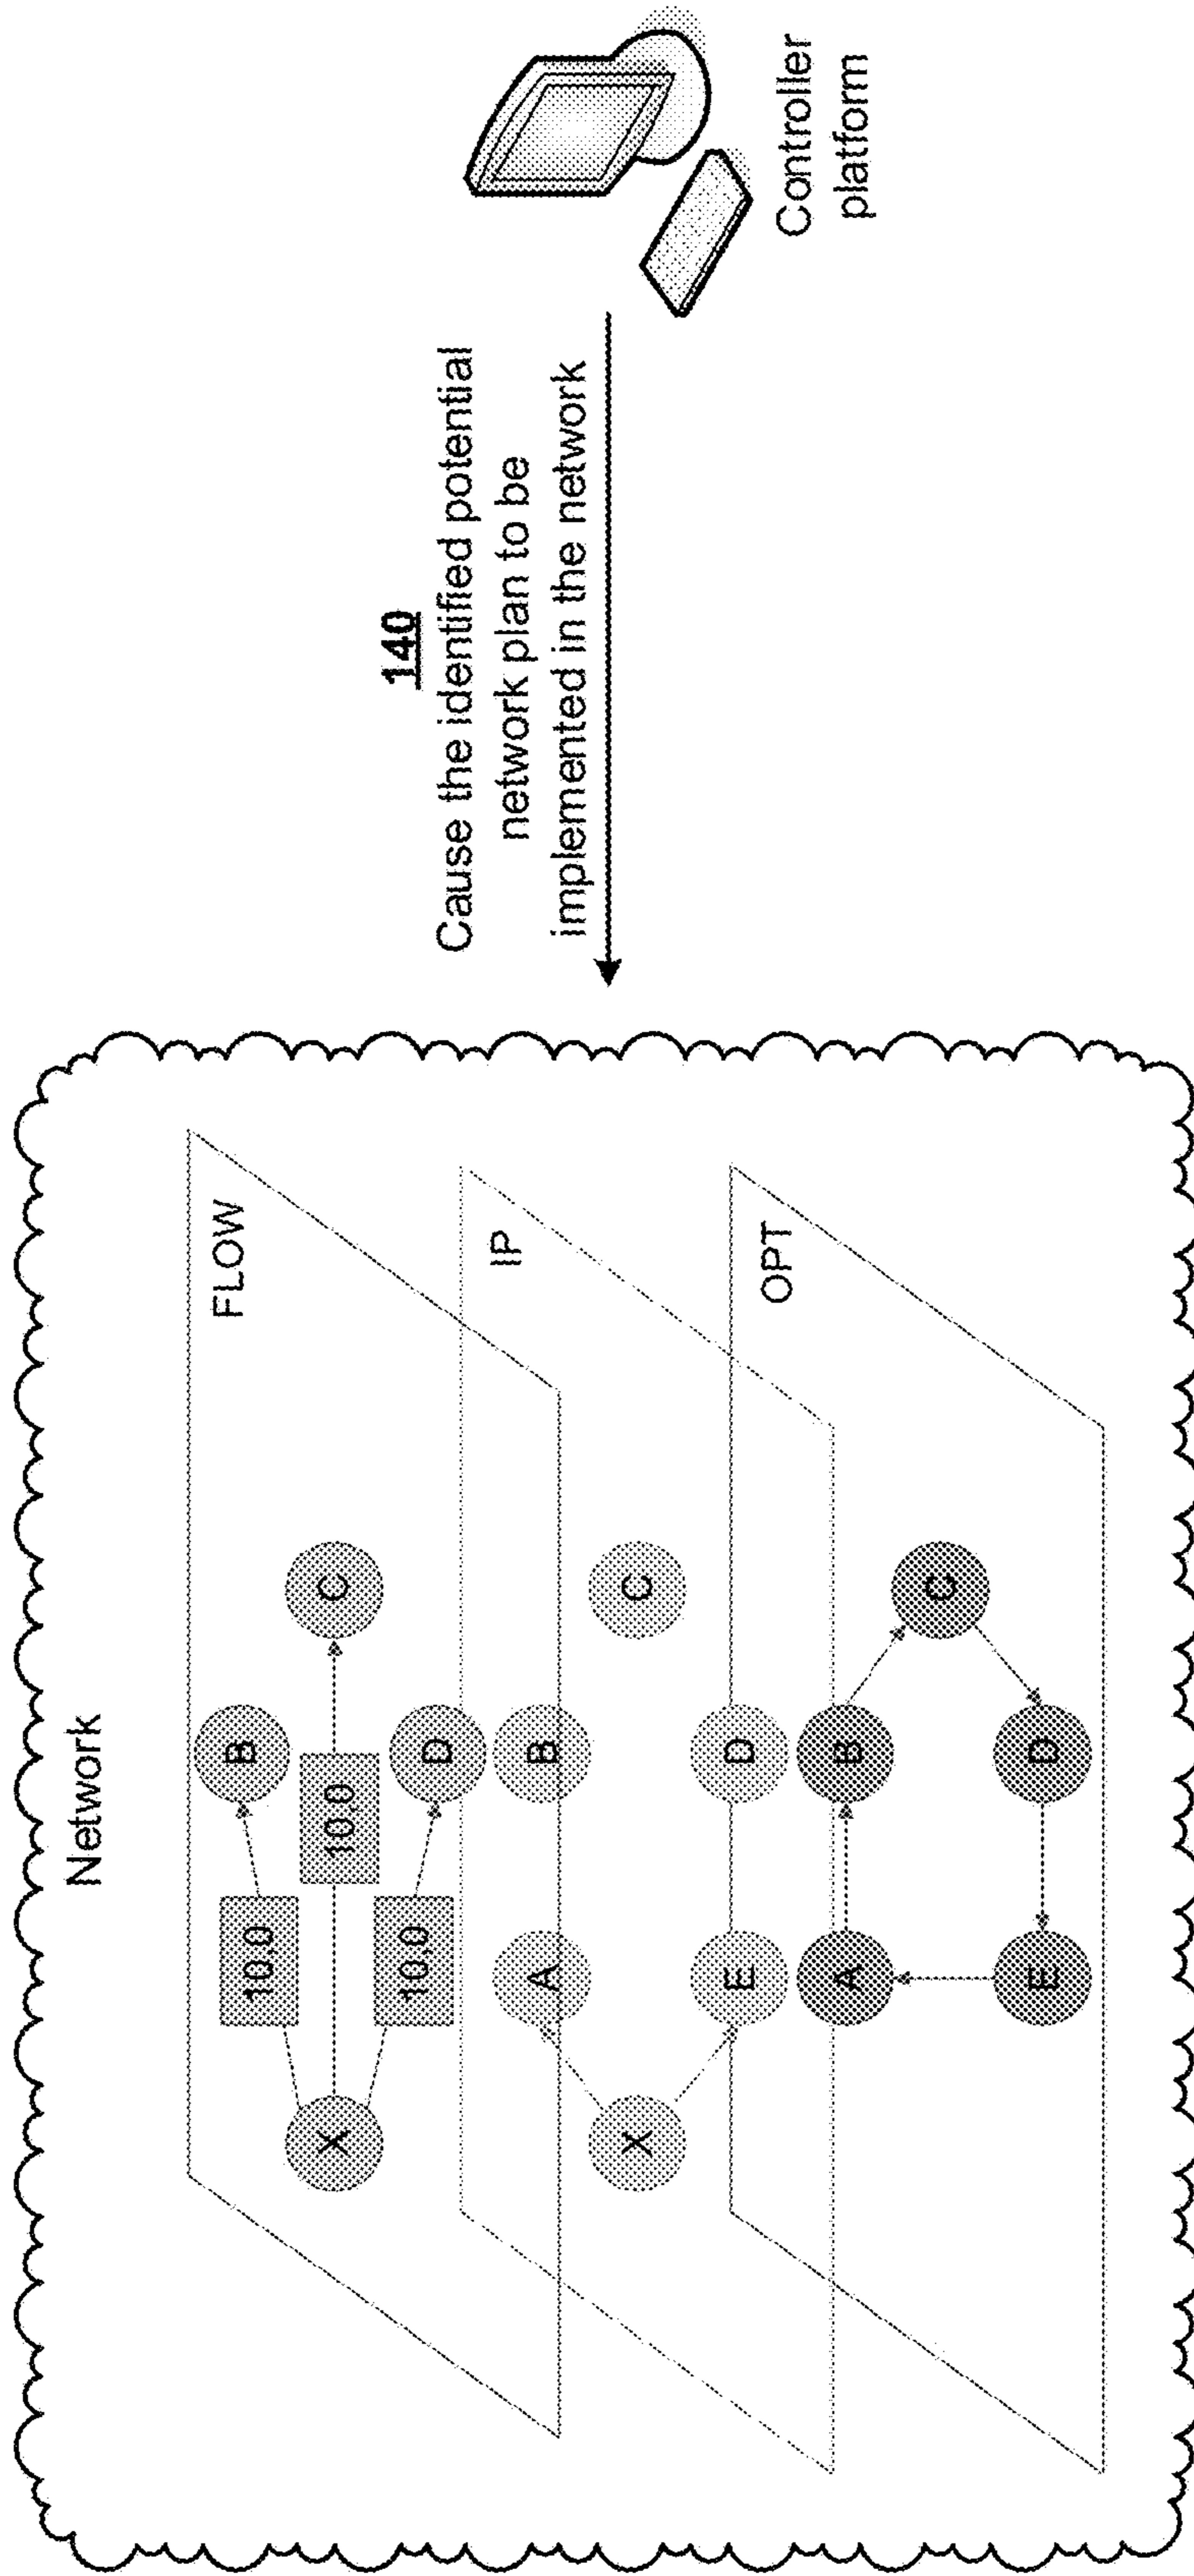 Network
FLOW
B
10.0
X
10.0
C
10.0
D
IP
A
B
X
C
E
D
OPT
A
B
C
E
D
140
Cause the identified potential
network plan to be
implemented in the network
Controller
platform